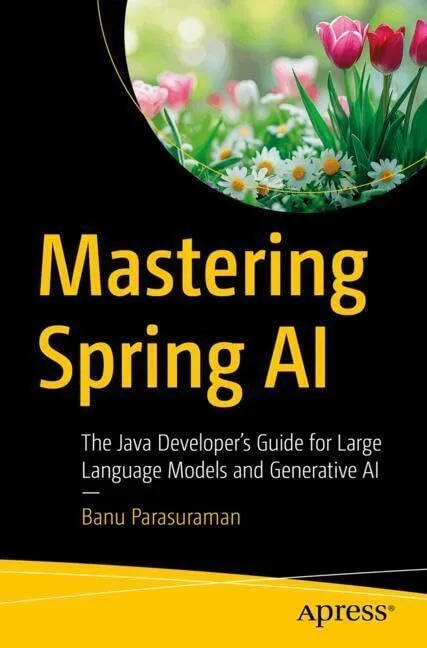 Mastering
Spring AI
The Java Developer’s Guide for Large
Language Models and Generative AI
—
Banu Parasuraman
Apress®